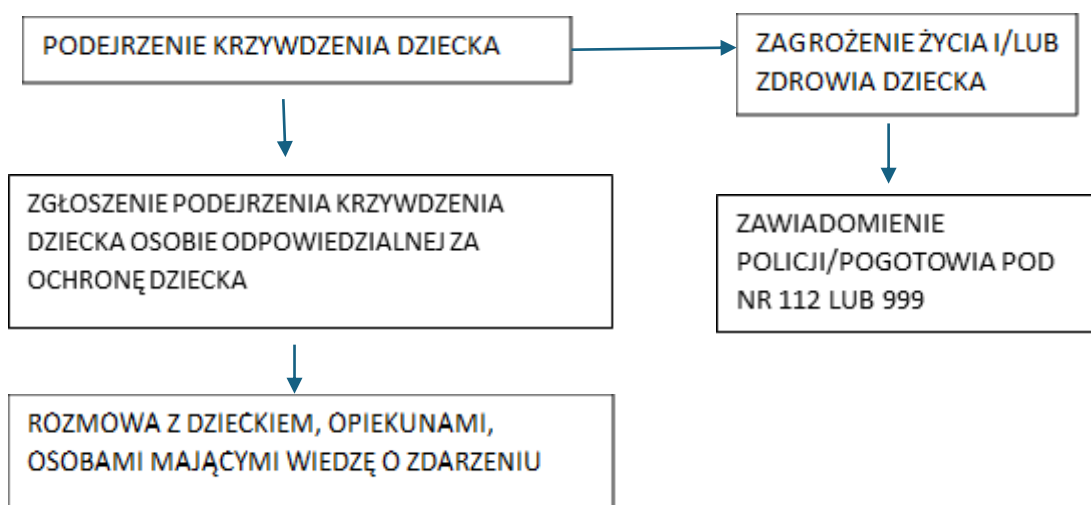 PODEJRZENIE KRZYWDZENIA DZIECKA
ZAGROŻENIE ŻYCIA I/LUB
ZDROWIA DZIECKA
ZGŁOSZENIE PODEJRZENIA KRZYWDZENIA
DZIECKA OSOBIE ODPOWIEDZIALNEJ ZA
OCHRONĘ DZIECKA
ZAWIADOMIENIE
POLICJI/POGOTOWIA POD
NR 112 LUB 999
ROZMOWA Z DZIECKIEM, OPIEKUNAMI,
OSOBAMI MAJĄCYMI WIEDZĘ O ZDARZENIU